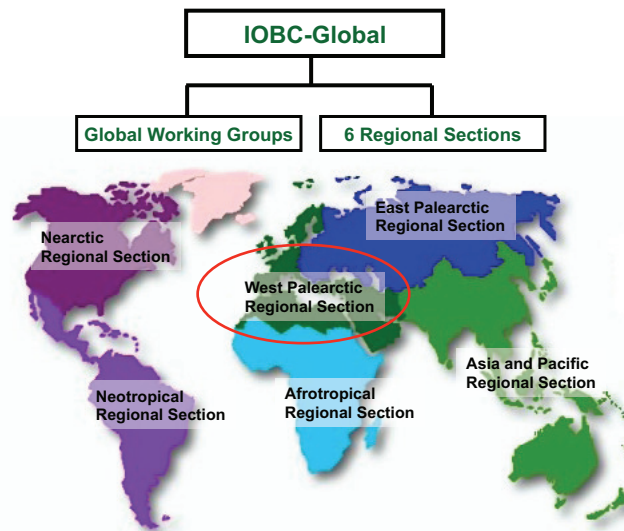 IOBC-Global
Global Working Groups
6 Regional Sections
East Palearctic
Regional Section
Nearctic
Regional Section
West Palearctic
Regional Section
Asia and Pacific
Regional Section
Neotropical
Regional Section
Afrotropical
Regional Section